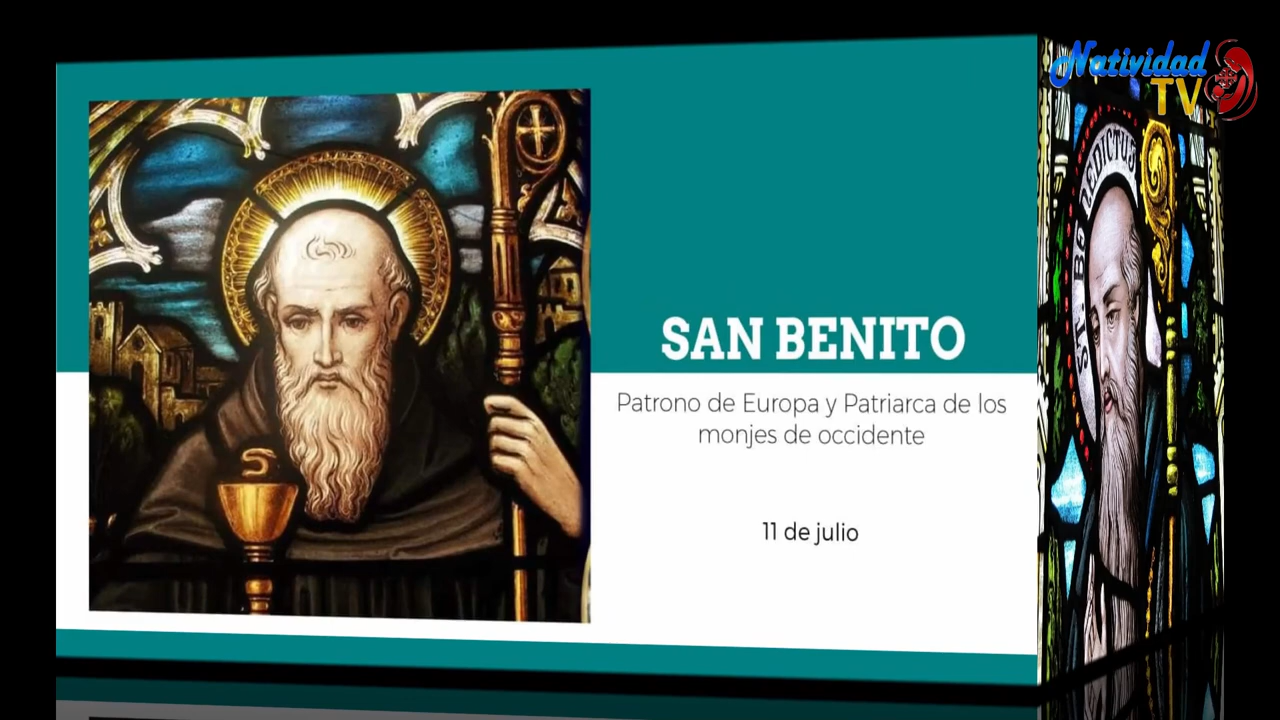 Natividad
TV
SAN BENITO
Patrono de Europa y Patriarca de los
monjes de occidente
11 de julio